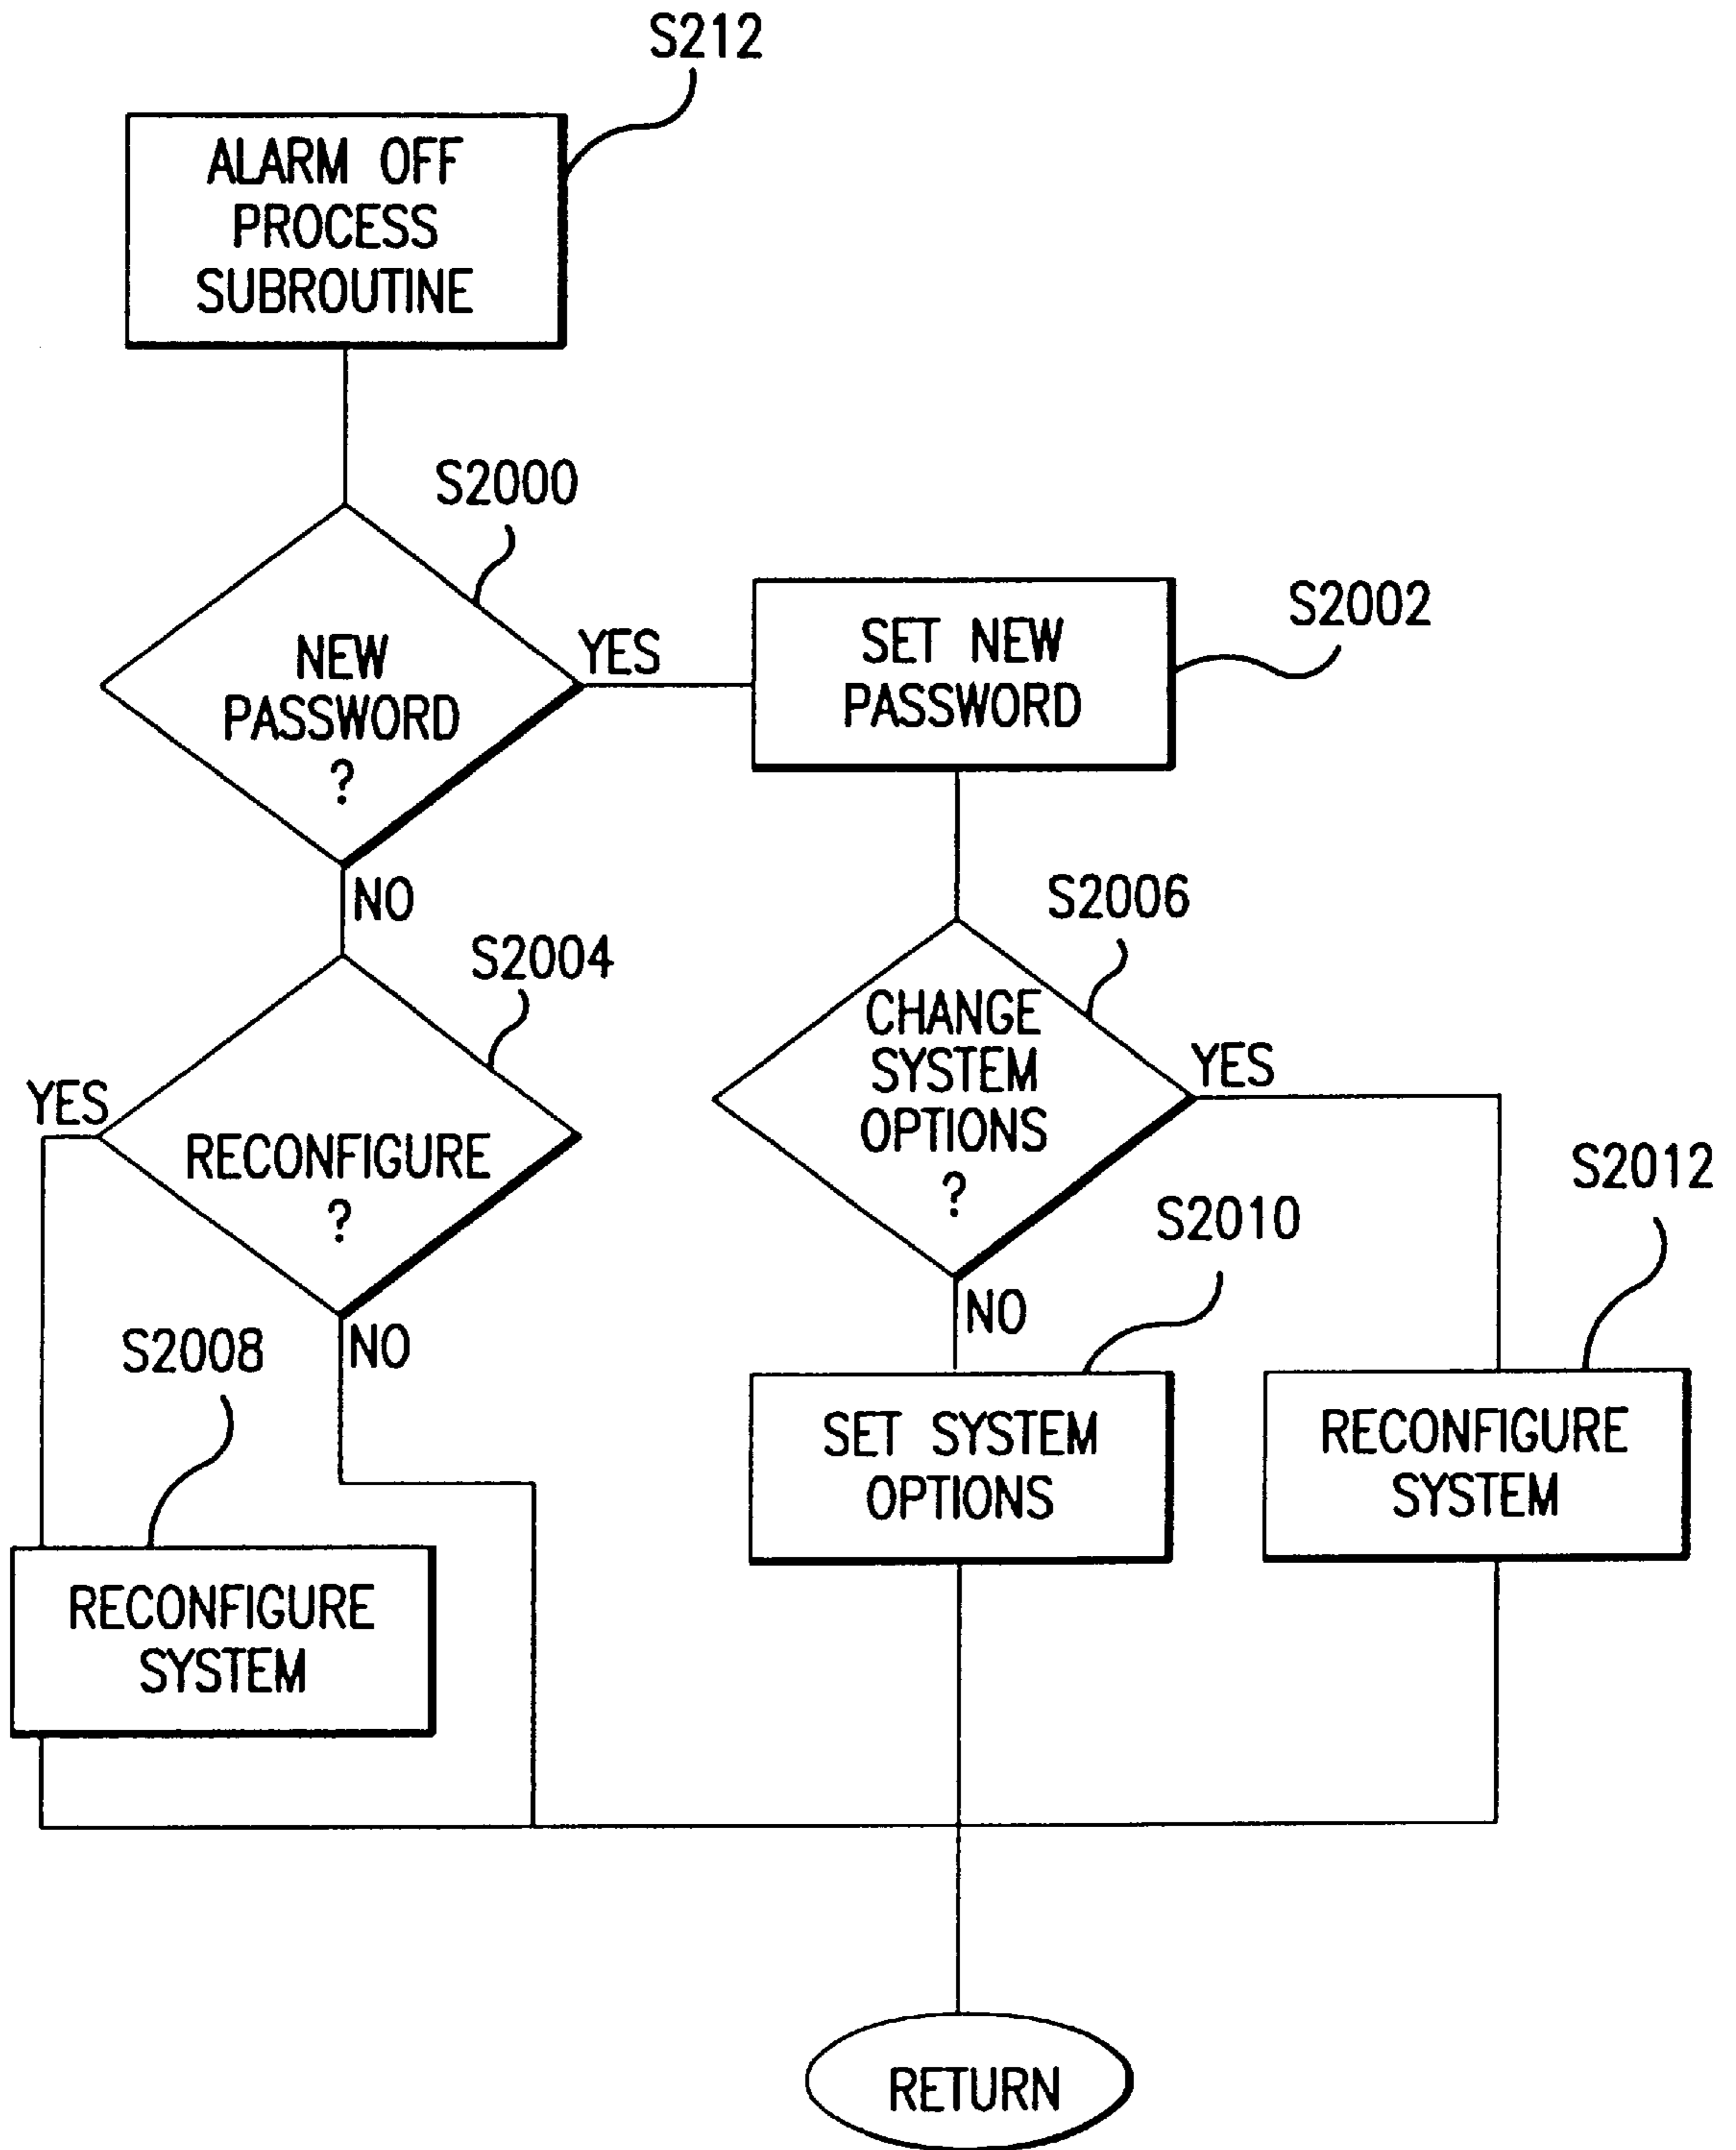 S212
ALARM OFF
PROCESS
SUBROUTINE
S2000
NEW
PASSWORD
?
YES
SET NEW
PASSWORD
S2002
NO
S2004
S2006
YES
RECONFIGURE
?
CHANGE
SYSTEM
OPTIONS
?
YES
S2012
S2010
NO
NO
S2008
RECONFIGURE
SYSTEM
SET SYSTEM
OPTIONS
RECONFIGURE
SYSTEM
RETURN